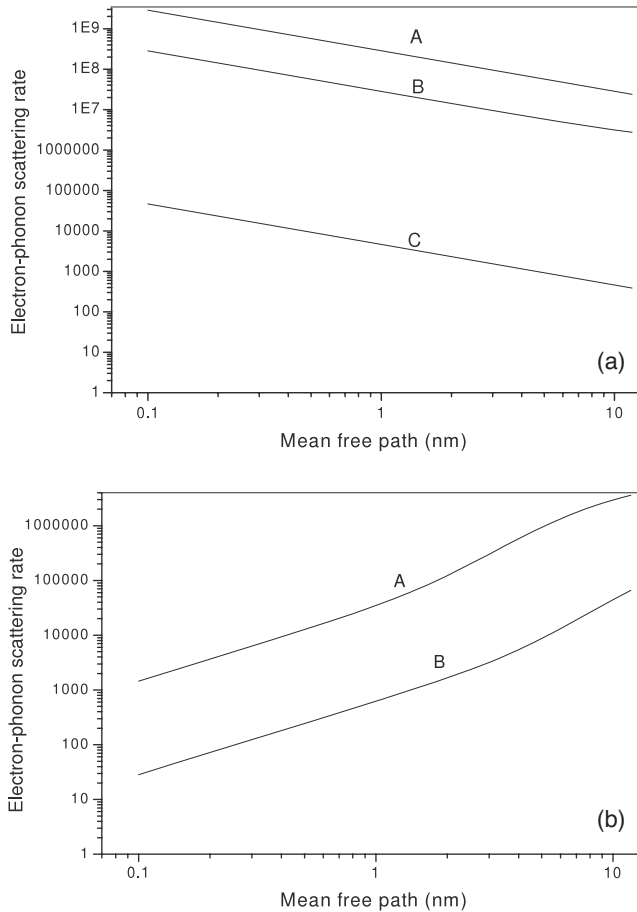 Electron-phonon scattering rate
1E9
1E8
1E7
1000000
100000
10000
1000
100
10
1
A
B
C
(a)
0.1
1
10
Mean free path (nm)
Electron-phonon scattering rate
1000000
100000
10000
1000
100
10
1
A
B
(b)
0.1
1
10
Mean free path (nm)